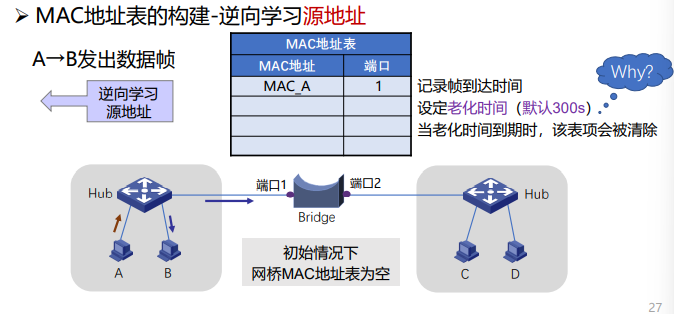 ➢ MAC地址表的构建-逆向学习源地址
A→B发出数据帧
逆向学习
源地址
MAC地址表
MAC地址 端口
MAC_A 1
Why?
记录帧到达时间
设定老化时间（默认300s）
当老化时间到期时，该表项会被清除
Hub
端口1
端口2
Hub
Bridge
A
B
初始情况下
网桥MAC地址表为空
C
D
27